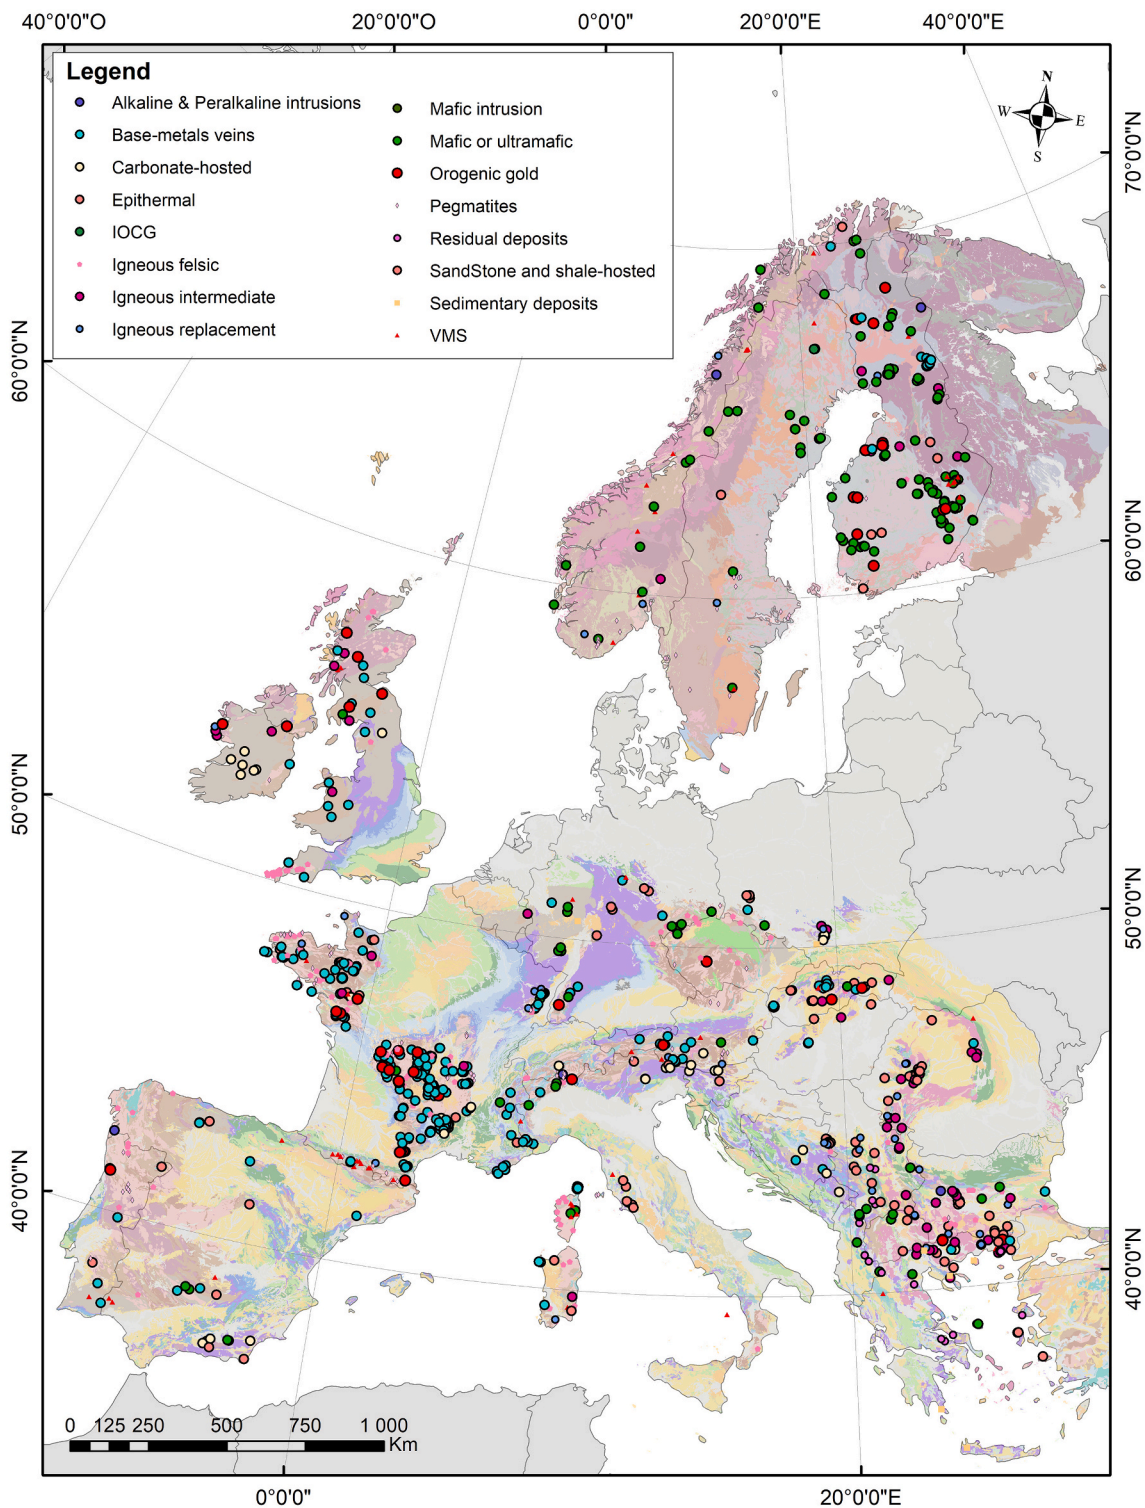 40°0'0"O 20°0'0"O 0°0'0" 20°0'0"E 40°0'0"E
Legend
Alkaline & Peralkaline intrusions
Base-metals veins
Carbonate-hosted
Epithermal
IOCG
Igneous felsic
Igneous intermediate
Igneous replacement
Mafic intrusion
Mafic or ultramafic
Orogenic gold
Pegmatites
Residual deposits
SandStone and shale-hosted
Sedimentary deposits
VMS
N
W E
S
70°0'0"N
60°0'0"N
60°0'0"N
50°0'0"N
50°0'0"N
40°0'0"N
40°0'0"N
0 125 250 500 750 1 000
Km
0°0'0" 20°0'0"E